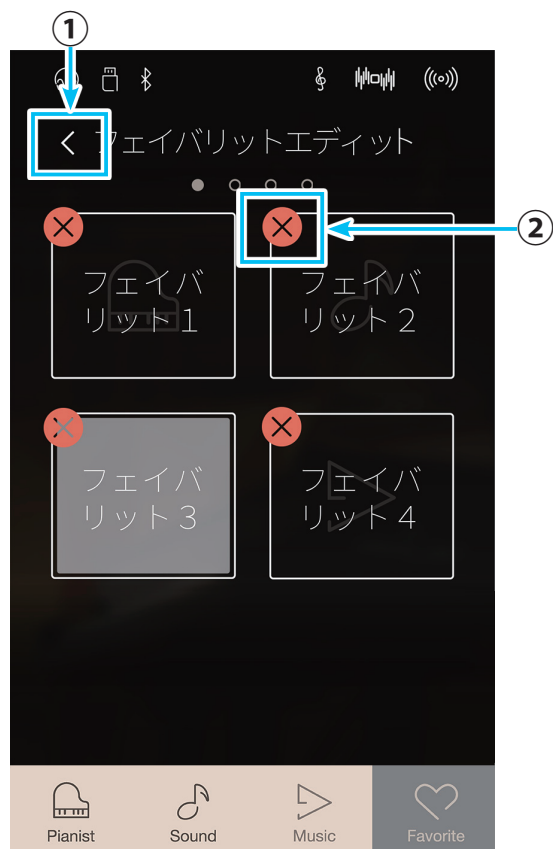 ①
フェイバリットエディット
②
フェイバ
リット1
フェイバ
リット2
フェイバ
リット3
フェイバ
リット4
Pianist
Sound
Music
Favorite